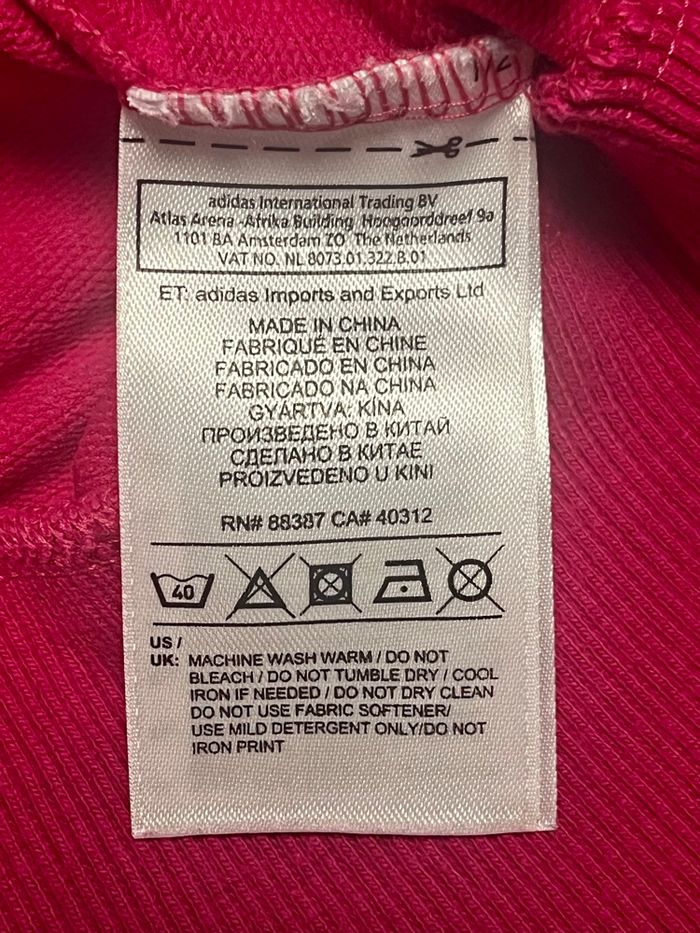 adidas International Trading BV
Atlas Arena -Afrika Building Hoogoorddreef 9a
1101 BA Amsterdam ZO The Netherlands
VAT NO. NL 8073.01.322.B.01
ET: adidas Imports and Exports Ltd
MADE IN CHINA
FABRIQUÉ EN CHINE
FABRICADO EN CHINA
FABRICADO NA CHINA
GYÁRTVA: KÍNA
ПРОИЗВЕДЕНО В КИТАЙ
СДЕЛАНО В КИТАЕ
PROIZVEDENO U KINI
RN# 88387 CA# 40312
40
US /
UK: MACHINE WASH WARM / DO NOT
BLEACH / DO NOT TUMBLE DRY / COOL
IRON IF NEEDED / DO NOT DRY CLEAN
DO NOT USE FABRIC SOFTENER/
USE MILD DETERGENT ONLY/DO NOT
IRON PRINT